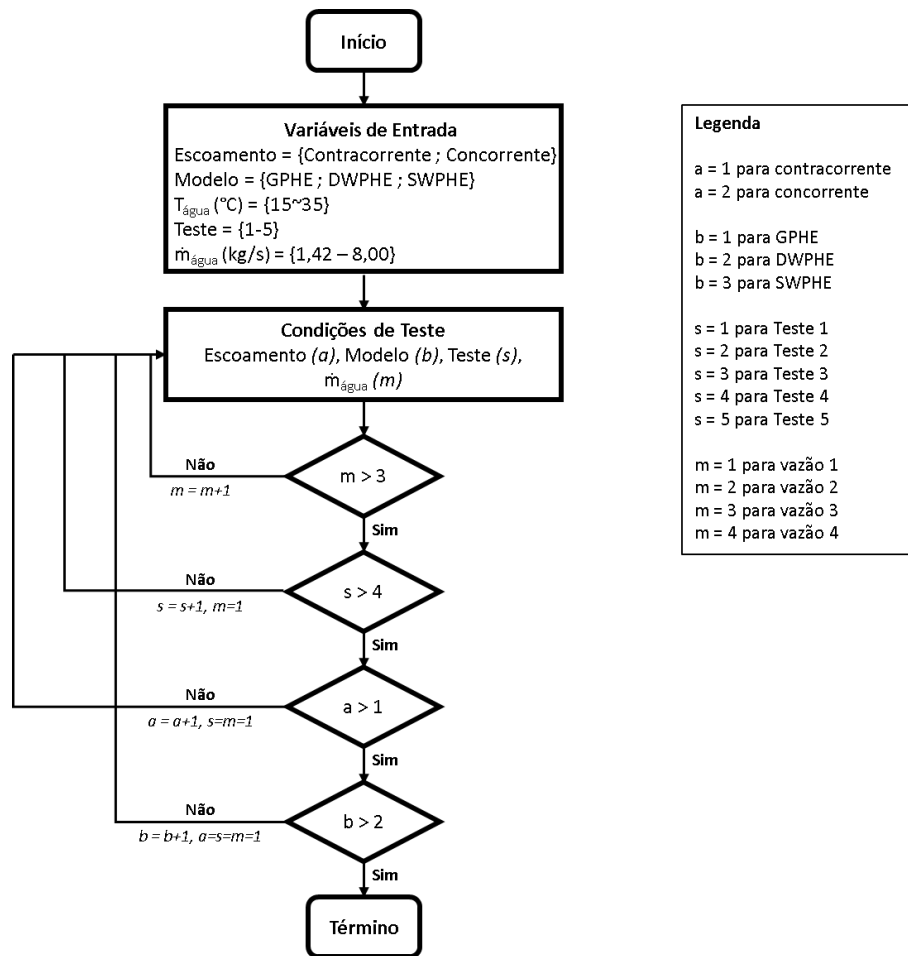 Início
Variáveis de Entrada
Escoamento = {Contracorrente ; Concorrente}
Modelo = {GPHE ; DWPHE ; SWPHE}
Tágua (°C) = {15~35}
Teste = {1-5}
ṁágua (kg/s) = {1,42 – 8,00}
Condições de Teste
Escoamento (a), Modelo (b), Teste (s),
ṁágua (m)
m > 3
Não
m = m+1
Sim
s > 4
Não
s = s+1, m=1
Sim
a > 1
Não
a = a+1, s=m=1
Sim
b > 2
Não
b = b+1, a=s=m=1
Sim
Término
Legenda
a = 1 para contracorrente
a = 2 para concorrente
b = 1 para GPHE
b = 2 para DWPHE
b = 3 para SWPHE
s = 1 para Teste 1
s = 2 para Teste 2
s = 3 para Teste 3
s = 4 para Teste 4
s = 5 para Teste 5
m = 1 para vazão 1
m = 2 para vazão 2
m = 3 para vazão 3
m = 4 para vazão 4